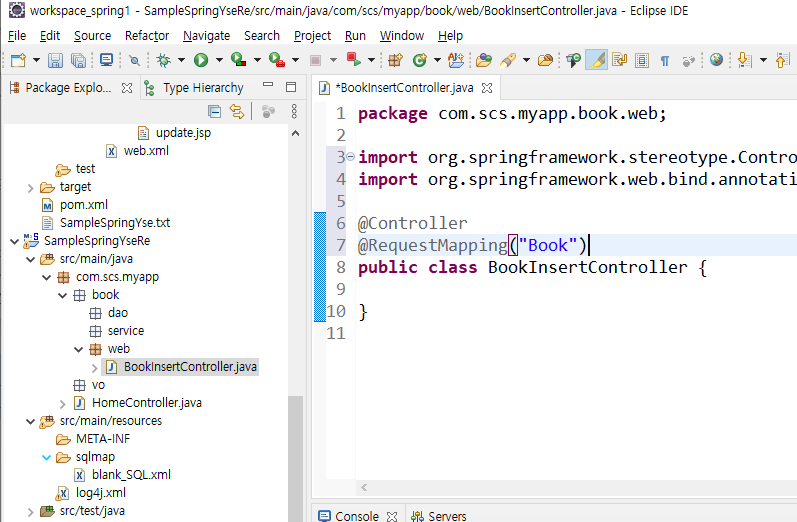 workspace_spring1 - SampleSpringYseRe/src/main/java/com/scs/myapp/book/web/BookInsertController.java - Eclipse IDE
File Edit Source Refactor Navigate Search Project Run Window Help
Package Explo... Type Hierarchy
update.jsp
web.xml
test
target
pom.xml
SampleSpringYse.txt
SampleSpringYseRe
src/main/java
com.scs.myapp
book
dao
service
web
BookInsertController.java
vo
HomeController.java
src/main/resources
META-INF
sqlmap
blank_SQL.xml
log4j.xml
src/test/java
*BookInsertController.java
1 package com.scs.myapp.book.web;
2
3 import org.springframework.stereotype.Contro
4 import org.springframework.web.bind.annotati
5
6 @Controller
7 @RequestMapping("Book")
8 public class BookInsertController {
9
10 }
11
Console Servers